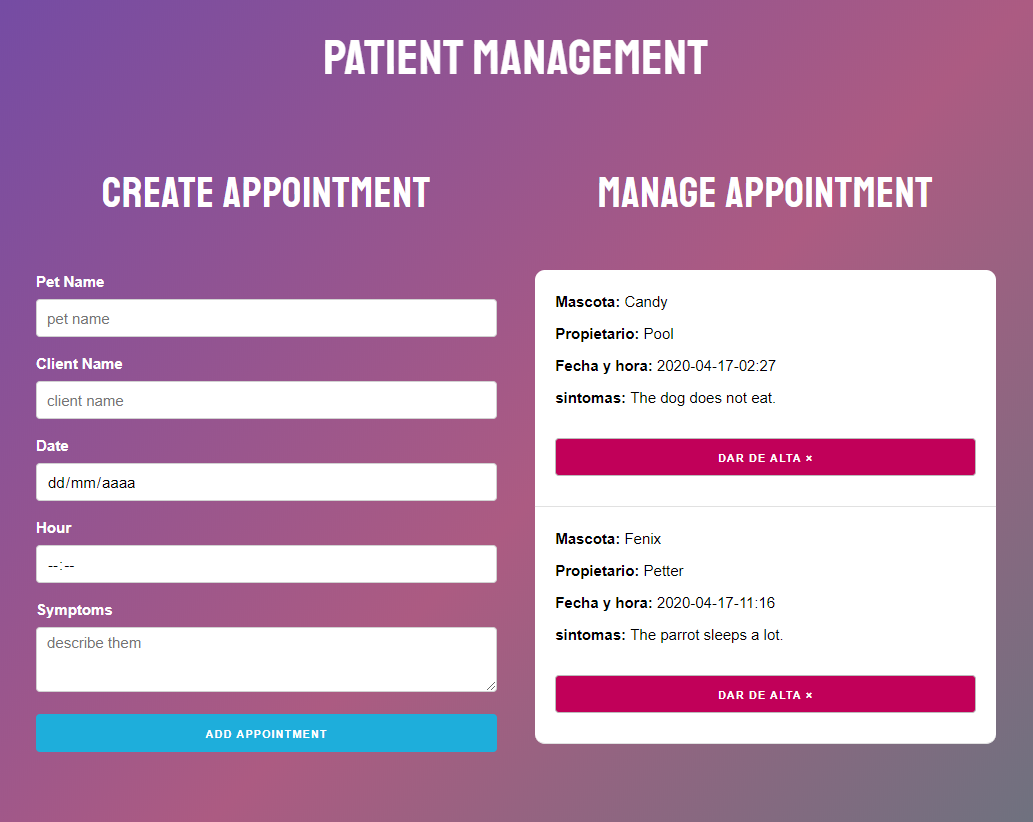 PATIENT MANAGEMENT
CREATE APPOINTMENT
Pet Name
pet name
Client Name
client name
Date
dd/mm/aaaa
Hour
--:--
Symptoms
describe them
ADD APPOINTMENT
MANAGE APPOINTMENT
Mascota: Candy
Propietario: Pool
Fecha y hora: 2020-04-17-02:27
sintomas: The dog does not eat.
DAR DE ALTA ×
Mascota: Fenix
Propietario: Petter
Fecha y hora: 2020-04-17-11:16
sintomas: The parrot sleeps a lot.
DAR DE ALTA ×